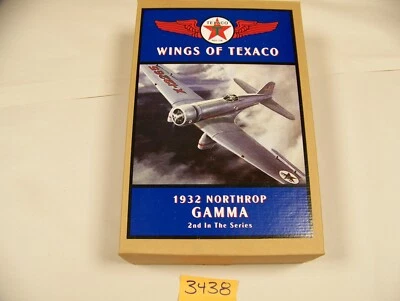 TEXACO
WINGS OF TEXACO
1932 NORTHROP
GAMMA
2nd In The Series
3438